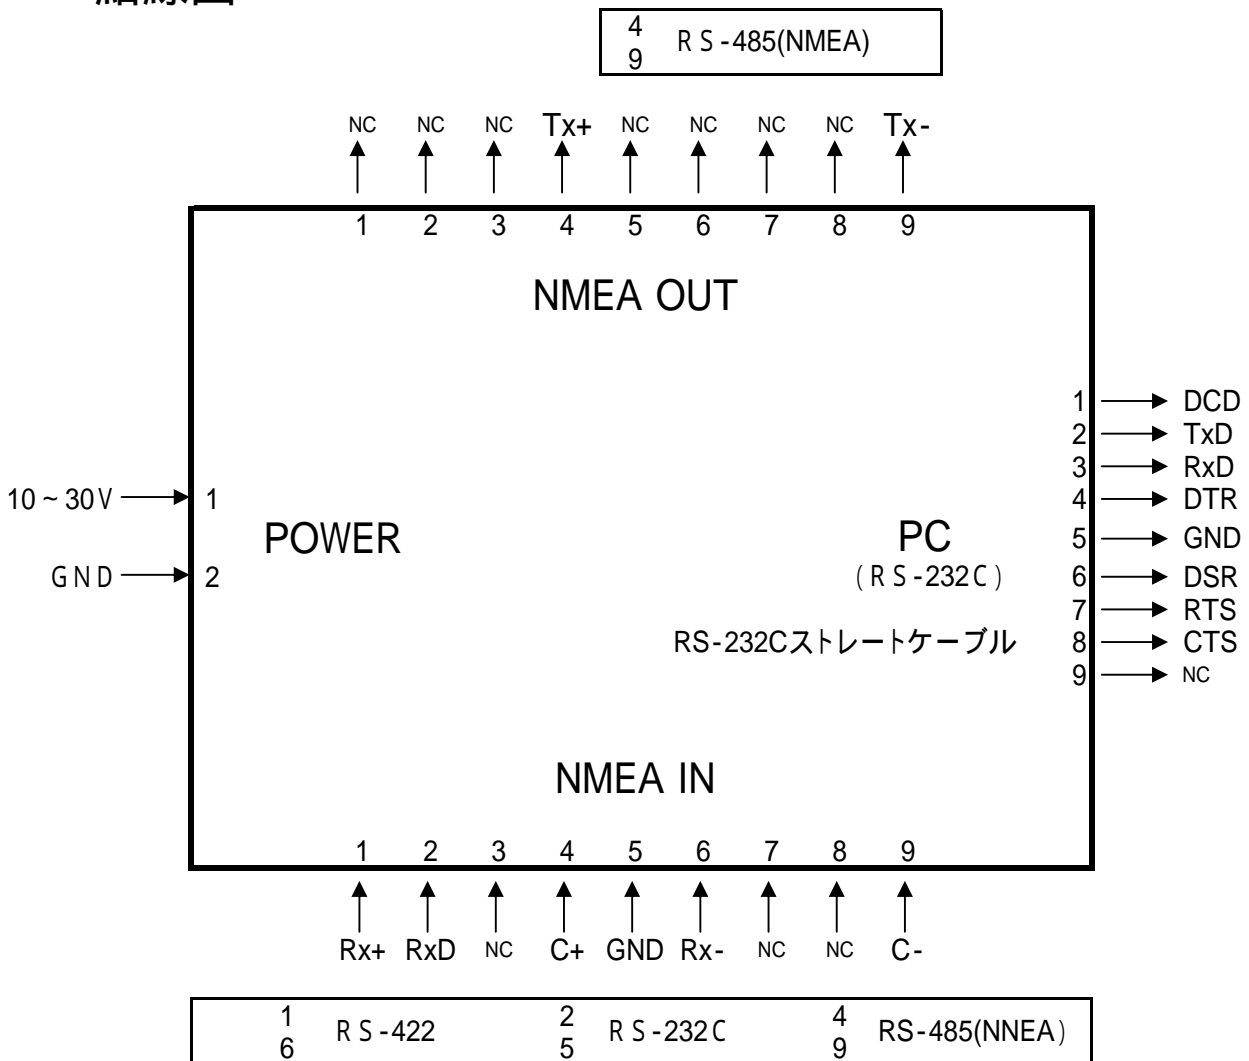 4
RS-485(NMEA)
9
NC NC NC Tx+ NC NC NC NC Tx-
1 2 3 4 5 6 7 8 9
NMEA OUT
1 DCD
2 TxD
3 RxD
10~30V 1
4 DTR
POWER
PC
5 GND
GND 2
(RS-232C)
6 DSR
7 RTS
RS-232Cストレートケーブル
8 CTS
9 NC
NMEA IN
1 2 3 4 5 6 7 8 9
Rx+ RxD NC C+ GND Rx- NC NC C-
1 2 4
RS-422 RS-232C RS-485(NNEA)
6 5 9